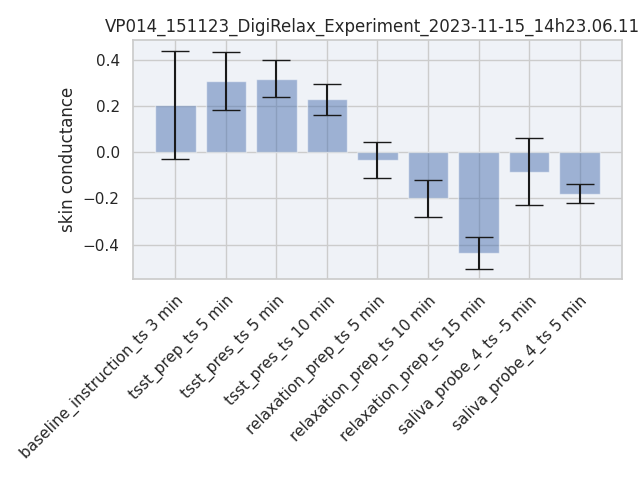 VP014_151123_DigiRelax_Experiment_2023-11-15_14h23.06.11
skin conductance
0.4
0.2
0.0
−0.2
−0.4
baseline_instruction_ts 3 min
tsst_prep_ts 5 min
tsst_pres_ts 5 min
tsst_pres_ts 10 min
relaxation_prep_ts 5 min
relaxation_prep_ts 10 min
relaxation_prep_ts 15 min
saliva_probe_4_ts -5 min
saliva_probe_4_ts 5 min